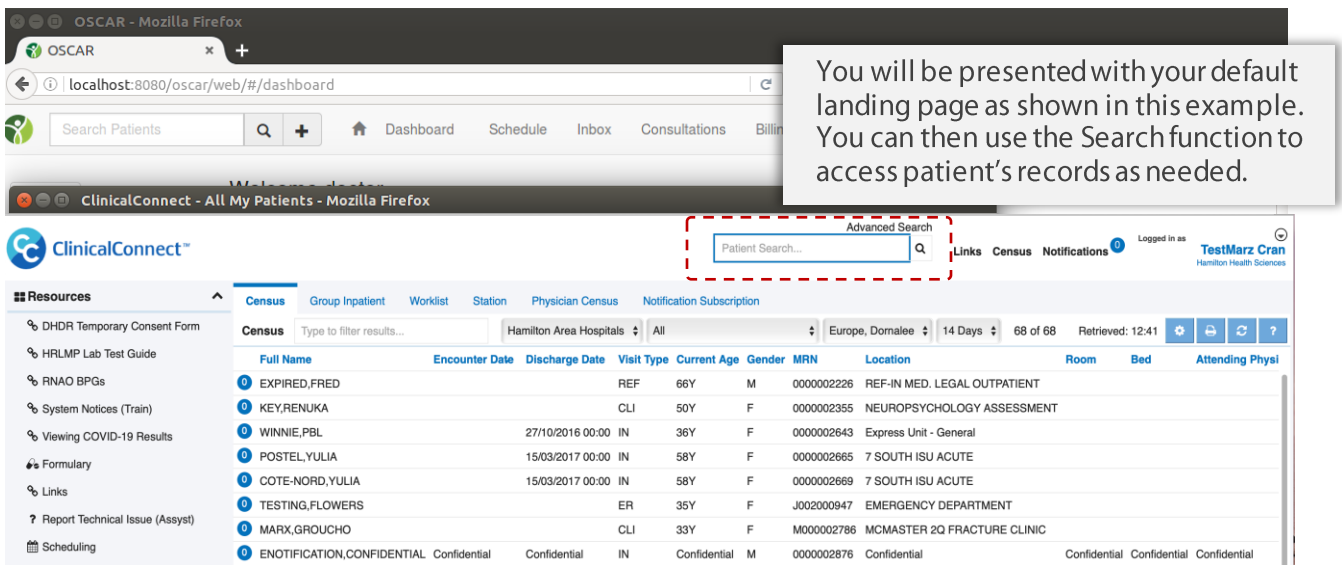 OSCAR - Mozilla Firefox
OSCAR × +
localhost:8080/oscar/web/#/dashboard
Search Patients + Dashboard Schedule Inbox Consultations
You will be presented with your default
landing page as shown in this example.
You can then use the Search function to
access patient's records as needed.
ClinicalConnect - All My Patients - Mozilla Firefox
ClinicalConnect™
Advanced Search
Patient Search...
Links Census Notifications 0
Logged in as
TestMarz Cran
Hamilton Health Sciences
Resources
DHDR Temporary Consent Form
HRLMP Lab Test Guide
RNAO BPGs
System Notices (Train)
Viewing COVID-19 Results
Formulary
Links
? Report Technical Issue (Assyst)
Scheduling
Census Group Inpatient Worklist Station Physician Census Notification Subscription
Census Type to filter results... Hamilton Area Hospitals All Europe, Dornalee 14 Days 68 of 68 Retrieved: 12:41 ?
Full Name Encounter Date Discharge Date Visit Type Current Age Gender MRN Location Room Bed Attending Physi
0 EXPIRED,FRED REF 66Y M 0000002226 REF-IN MED. LEGAL OUTPATIENT
0 KEY,RENUKA CLI 50Y F 0000002355 NEUROPSYCHOLOGY ASSESSMENT
0 WINNIE,PBL 27/10/2016 00:00 IN 36Y F 0000002643 Express Unit - General
0 POSTEL,YULIA 15/03/2017 00:00 IN 58Y F 0000002665 7 SOUTH ISU ACUTE
0 COTE-NORD,YULIA 15/03/2017 00:00 IN 58Y F 0000002669 7 SOUTH ISU ACUTE
0 TESTING,FLOWERS ER 35Y F J002000947 EMERGENCY DEPARTMENT
0 MARX,GROUCHO CLI 33Y F M000002786 MCMASTER 2Q FRACTURE CLINIC
0 ENOTIFICATION,CONFIDENTIAL Confidential Confidential IN Confidential M 0000002876 Confidential Confidential Confidential Confidential